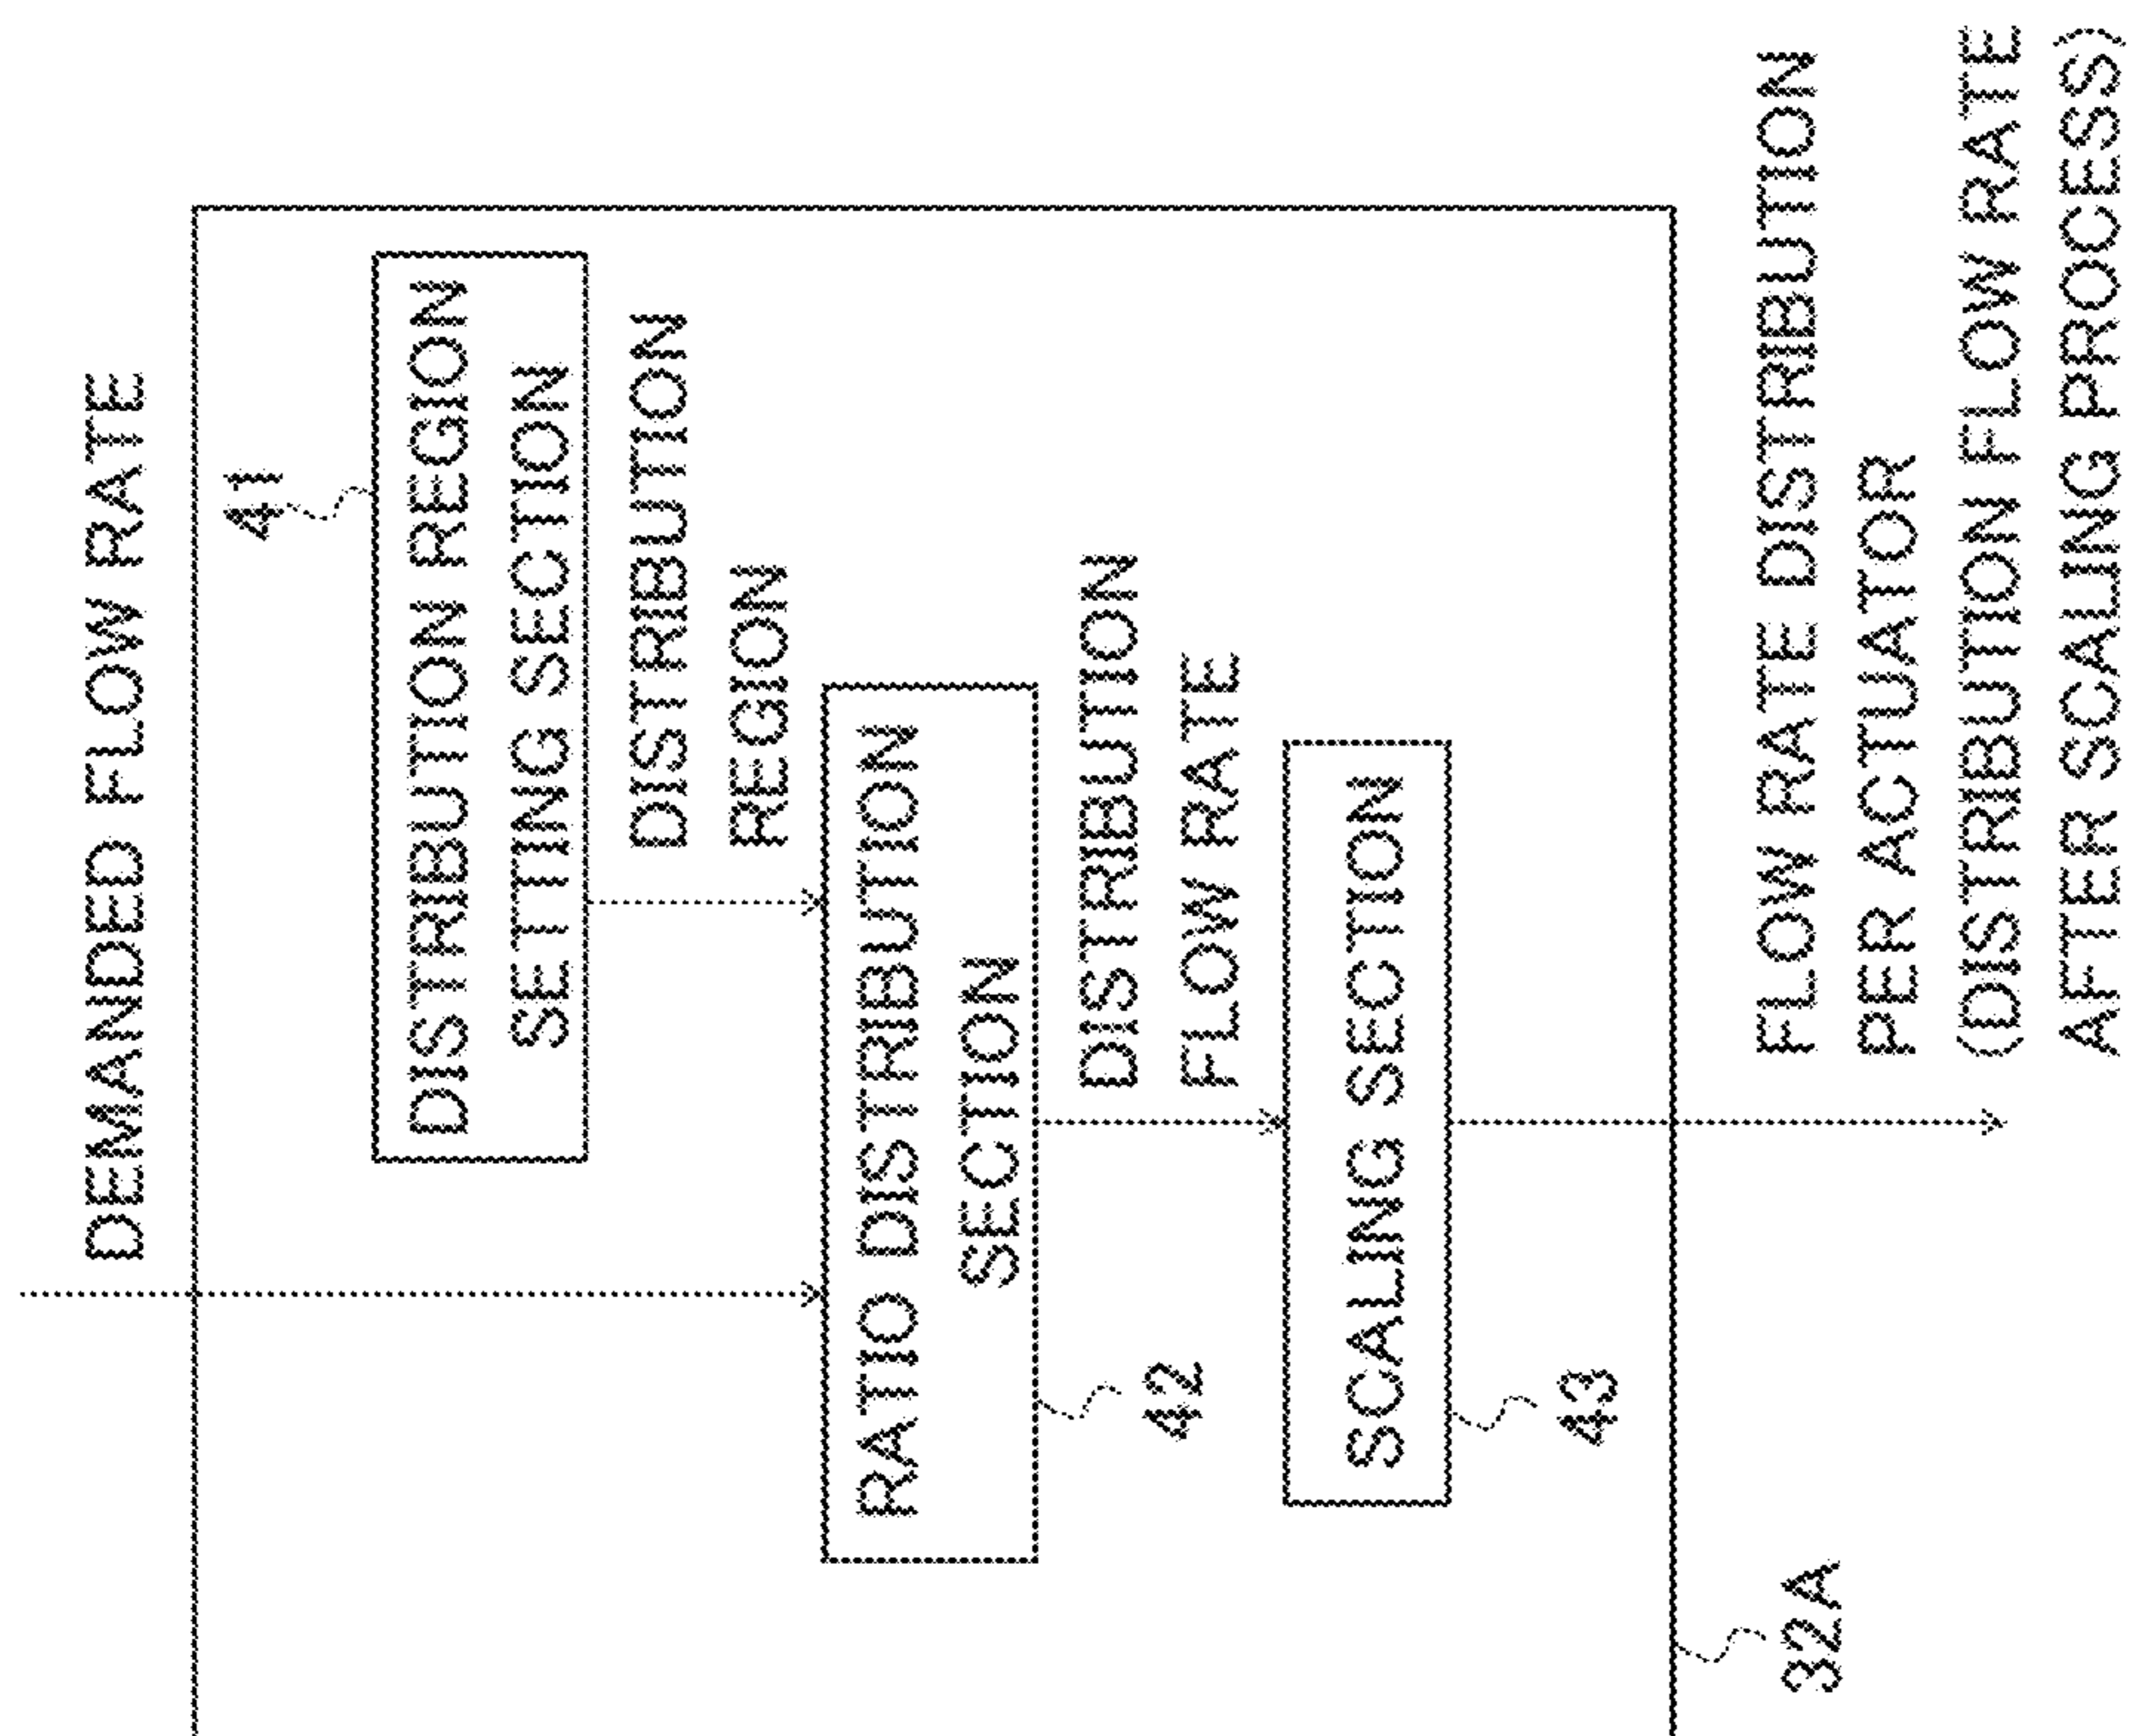 DEMANDED FLOW RATE
41
DISTRIBUTION REGION
SETTING SECTION
DISTRIBUTION
REGION
RATIO DISTRIBUTION
SECTION
42
DISTRIBUTION
FLOW RATE
SCALING SECTION
43
32A
FLOW RATE DISTRIBUTION
PER ACTUATOR
(DISTRIBUTION FLOW RATE
AFTER SCALING PROCESS)